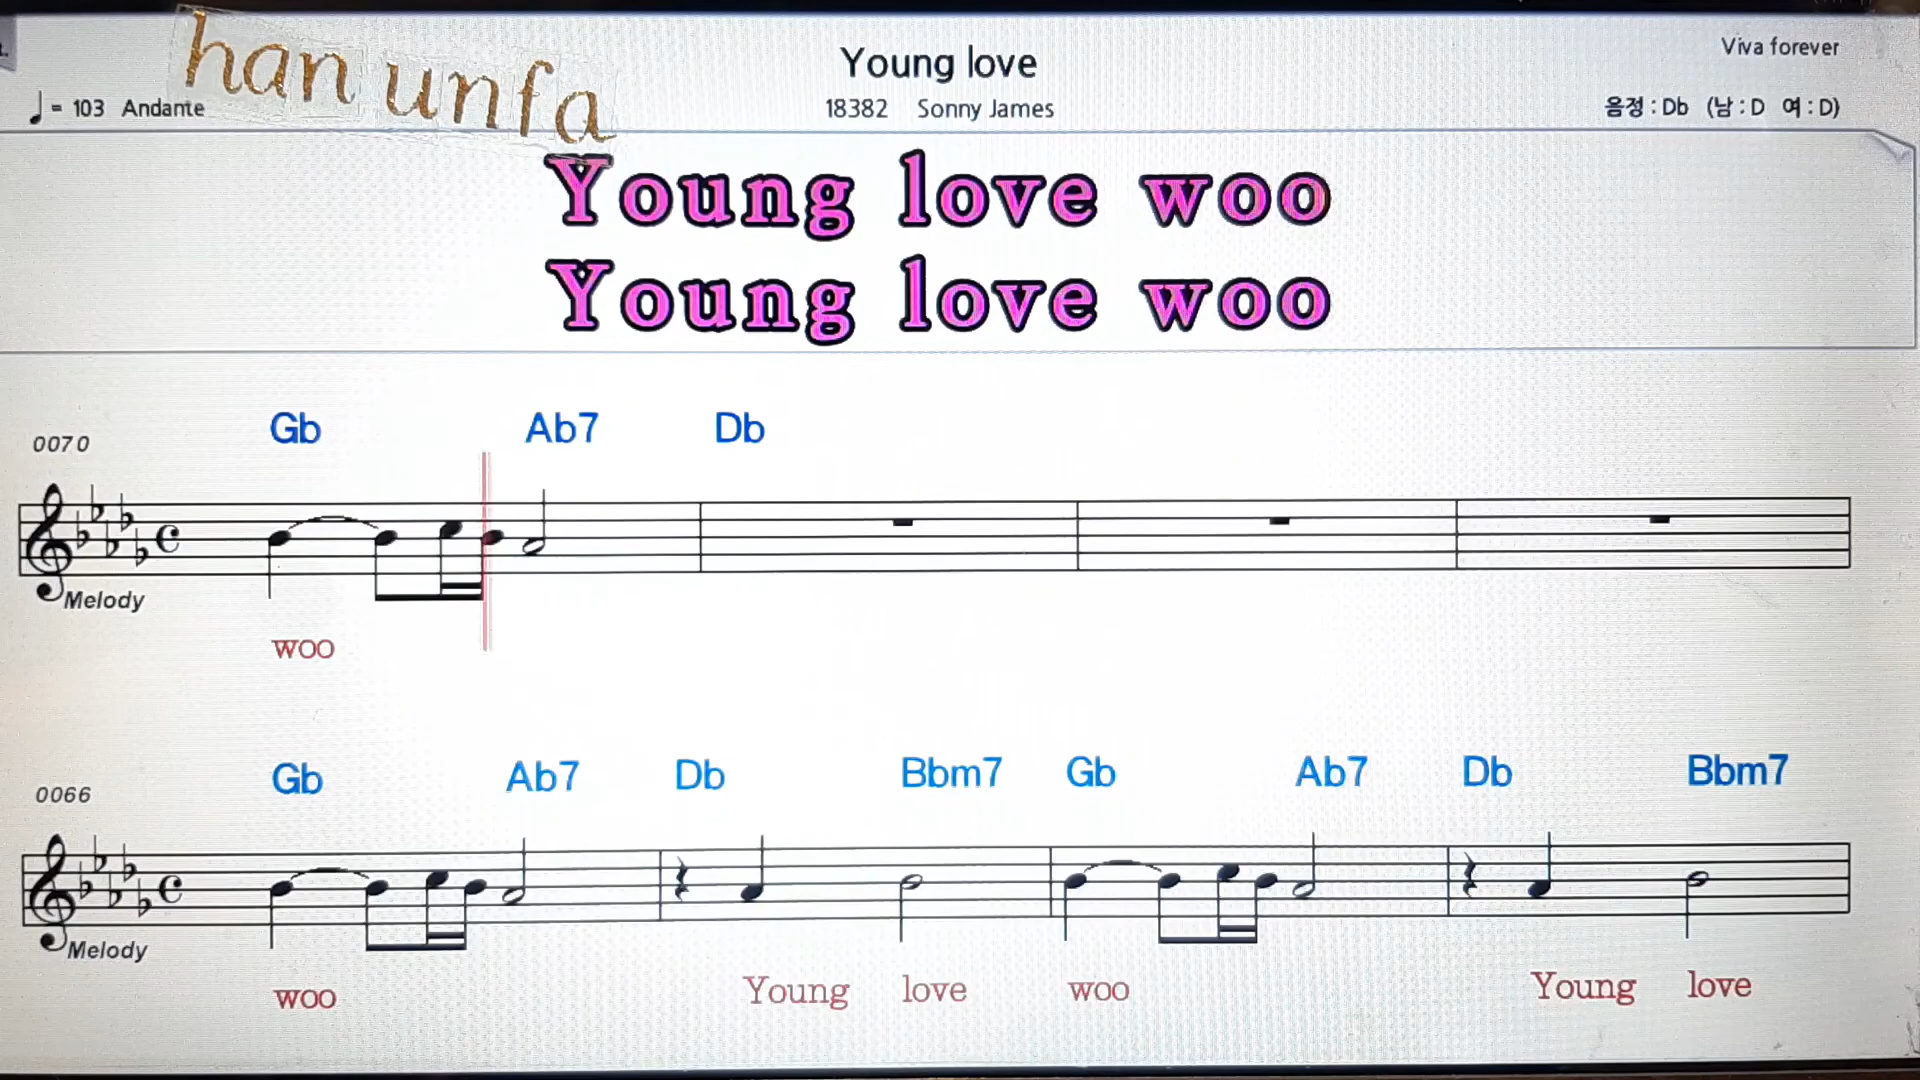 han unfa
Young love
Viva forever
= 103 Andante
18382 Sonny James
음정 : Db (남 : D 여 : D)
Young love woo
Young love woo
Gb Ab7 Db
0070
Melody
woo
Gb Ab7 Db Bbm7 Gb Ab7 Db Bbm7
0066
Melody
woo Young love woo Young love